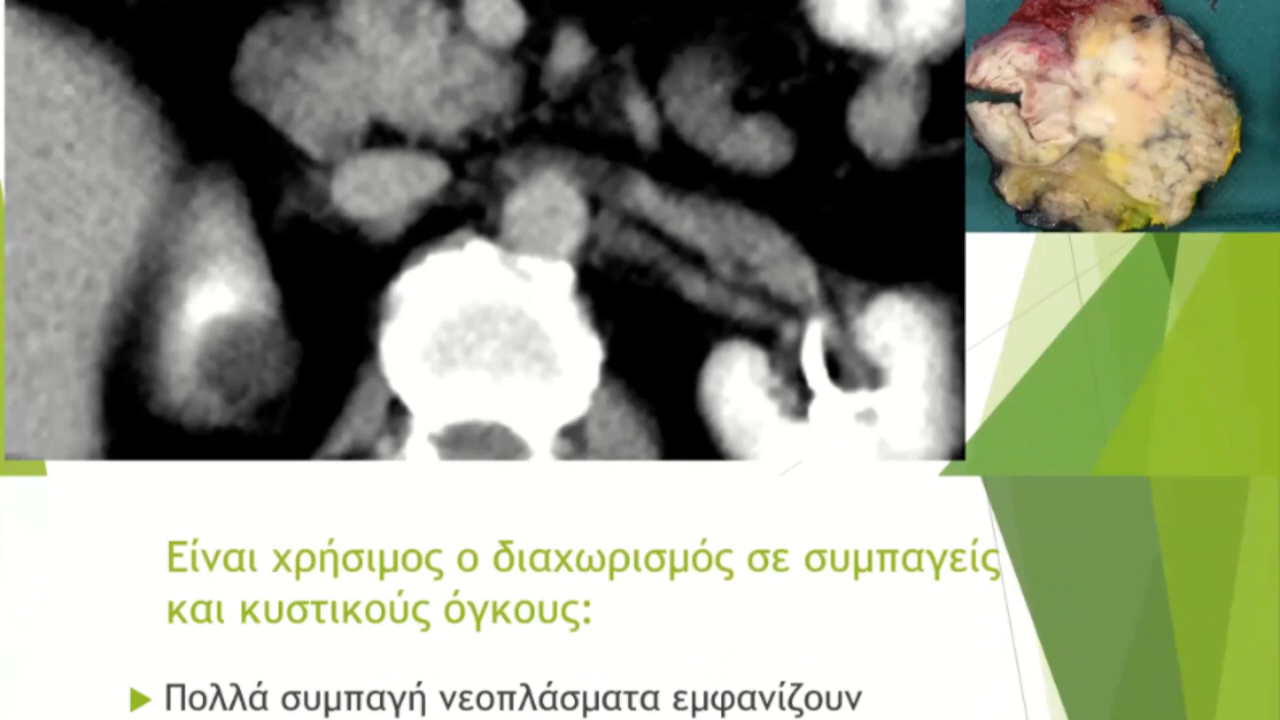 Είναι χρήσιμος ο διαχωρισμός σε συμπαγείς
και κυστικούς όγκους:
Πολλά συμπαγή νεοπλάσματα εμφανίζουν